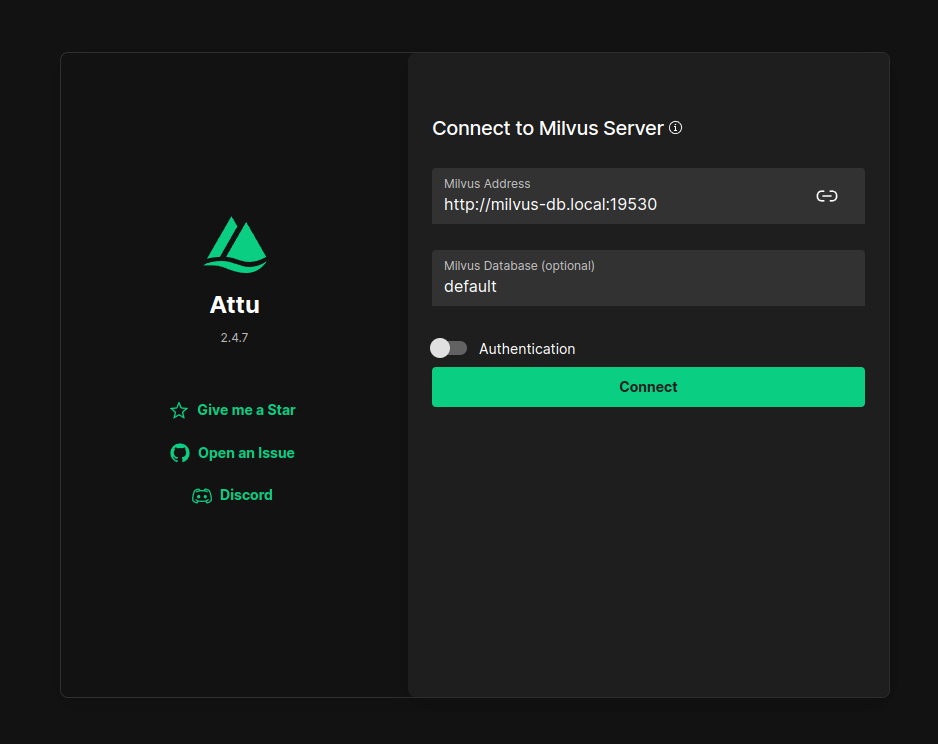 Attu
2.4.7
Give me a Star
Open an Issue
Discord
Connect to Milvus Server
Milvus Address
http://milvus-db.local:19530
Milvus Database (optional)
default
Authentication
Connect